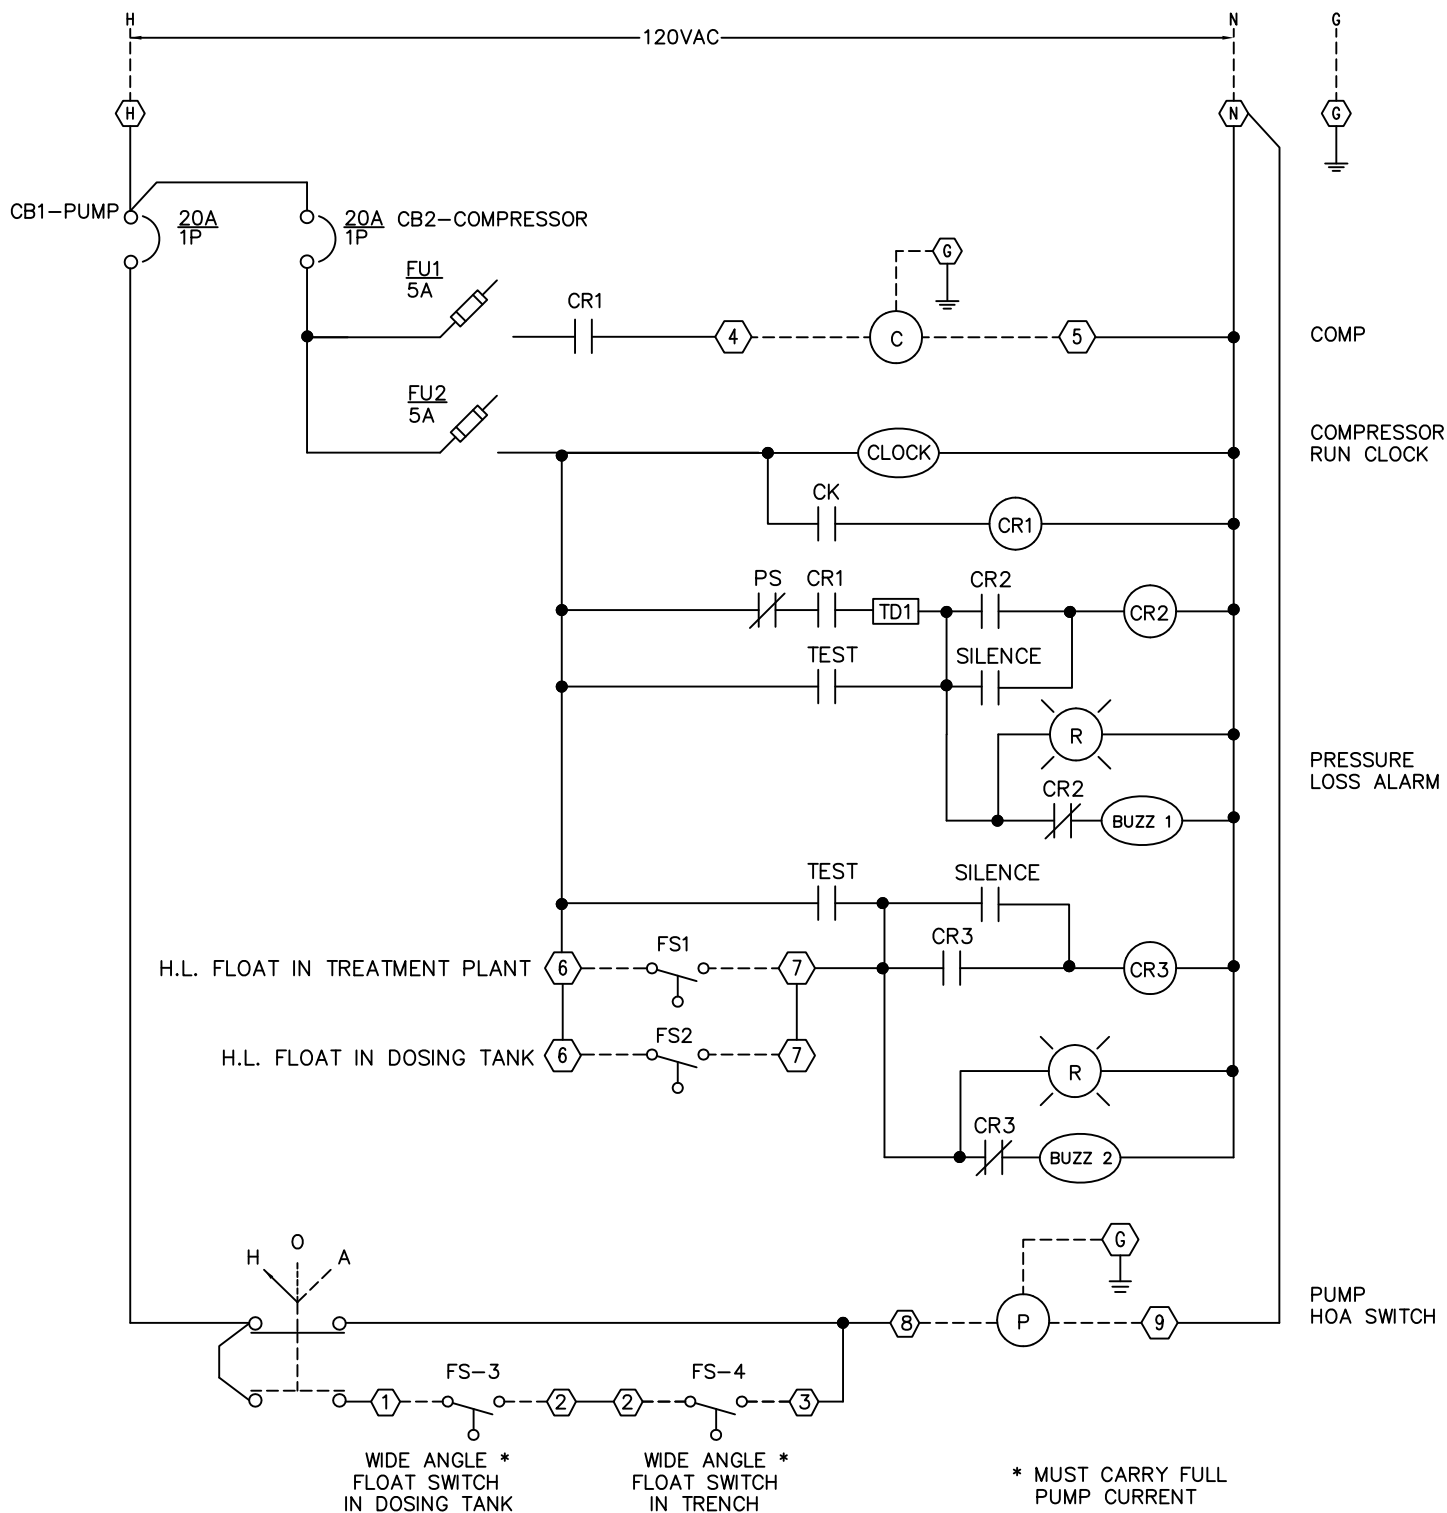 H
N
G
120VAC
H
N
G
CB1-PUMP
20A
1P
20A
1P
CB2-COMPRESSOR
G
FU1
5A
CR1
4
C
5
COMP
FU2
5A
CLOCK
COMPRESSOR
RUN CLOCK
CK
CR1
PS
CR1
TD1
CR2
CR2
TEST
SILENCE
R
PRESSURE
LOSS ALARM
CR2
BUZZ 1
TEST
SILENCE
H.L. FLOAT IN TREATMENT PLANT
6
FS1
7
CR3
CR3
H.L. FLOAT IN DOSING TANK
6
FS2
7
R
CR3
BUZZ 2
H
O
A
G
8
P
9
PUMP
HOA SWITCH
1
FS-3
2
2
FS-4
3
WIDE ANGLE *
FLOAT SWITCH
IN DOSING TANK
WIDE ANGLE *
FLOAT SWITCH
IN TRENCH
* MUST CARRY FULL
PUMP CURRENT